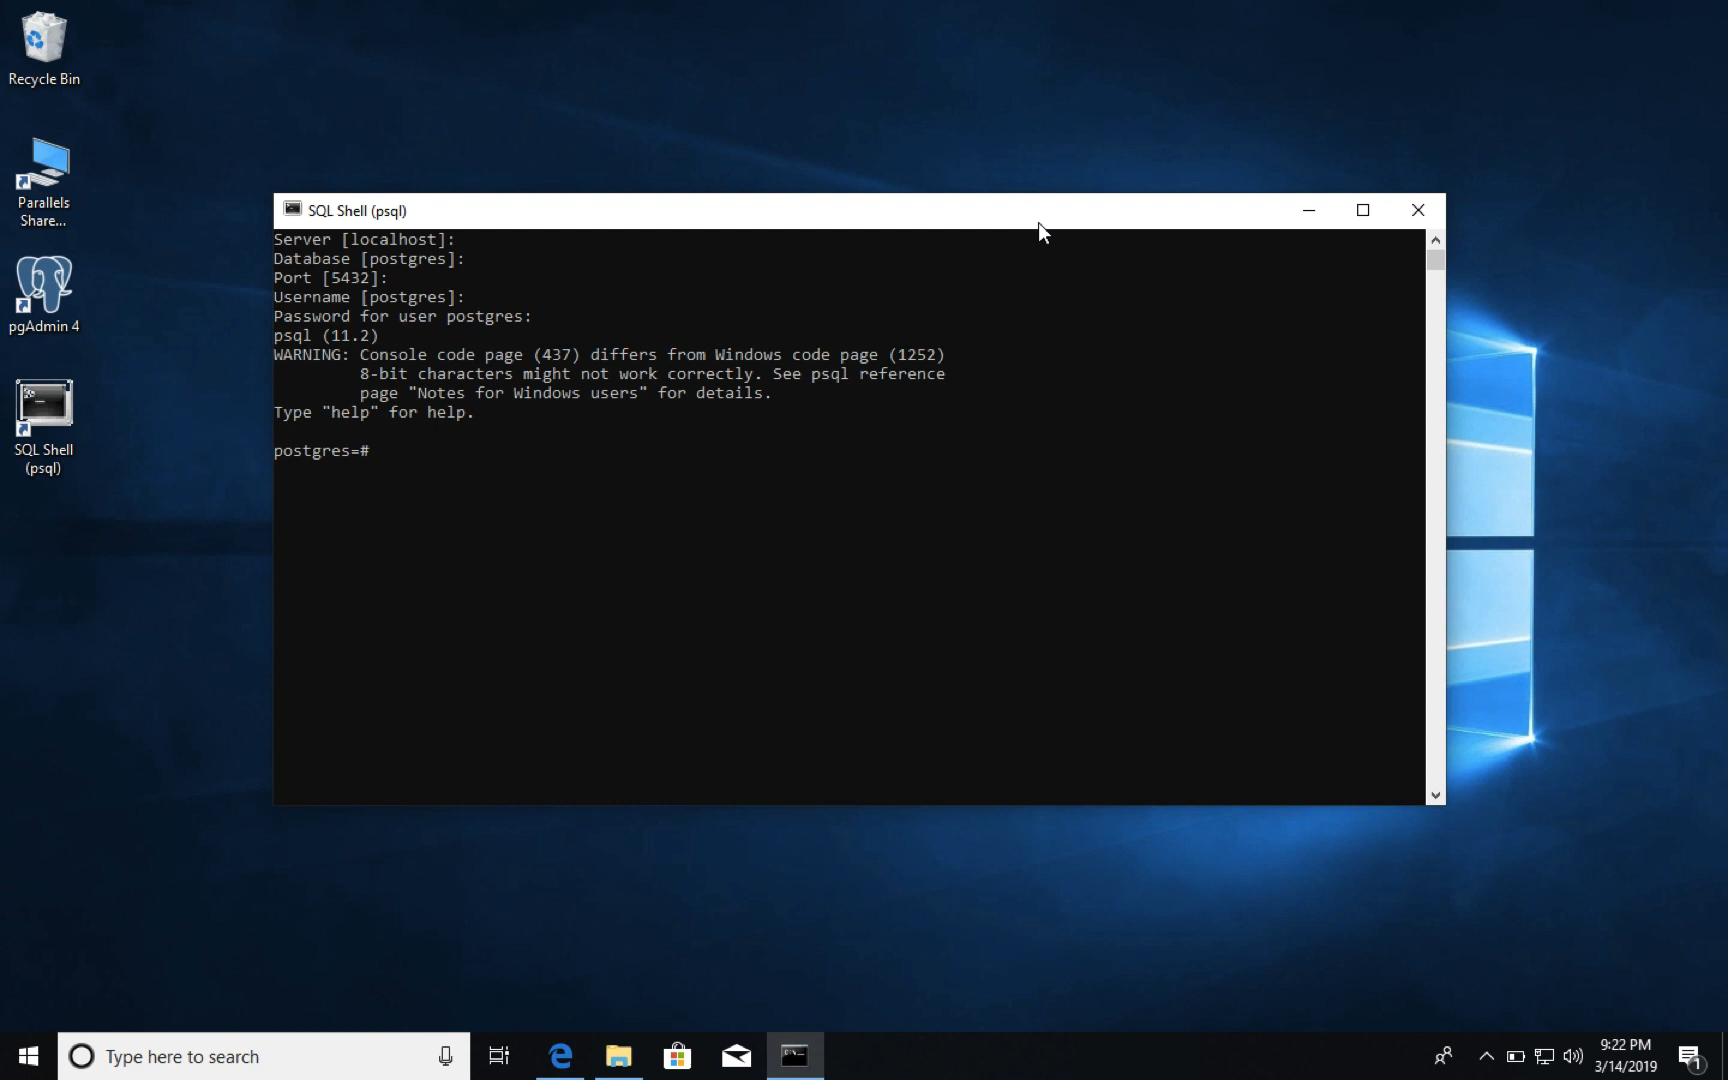 Recycle Bin
Parallels
Share...
pgAdmin 4
SQL Shell
(psql)
SQL Shell (psql)
Server [localhost]:
Database [postgres]:
Port [5432]:
Username [postgres]:
Password for user postgres:
psql (11.2)
WARNING: Console code page (437) differs from Windows code page (1252)
         8-bit characters might not work correctly. See psql reference
         page "Notes for Windows users" for details.
Type "help" for help.
postgres=#
Type here to search
9:22 PM
3/14/2019
1